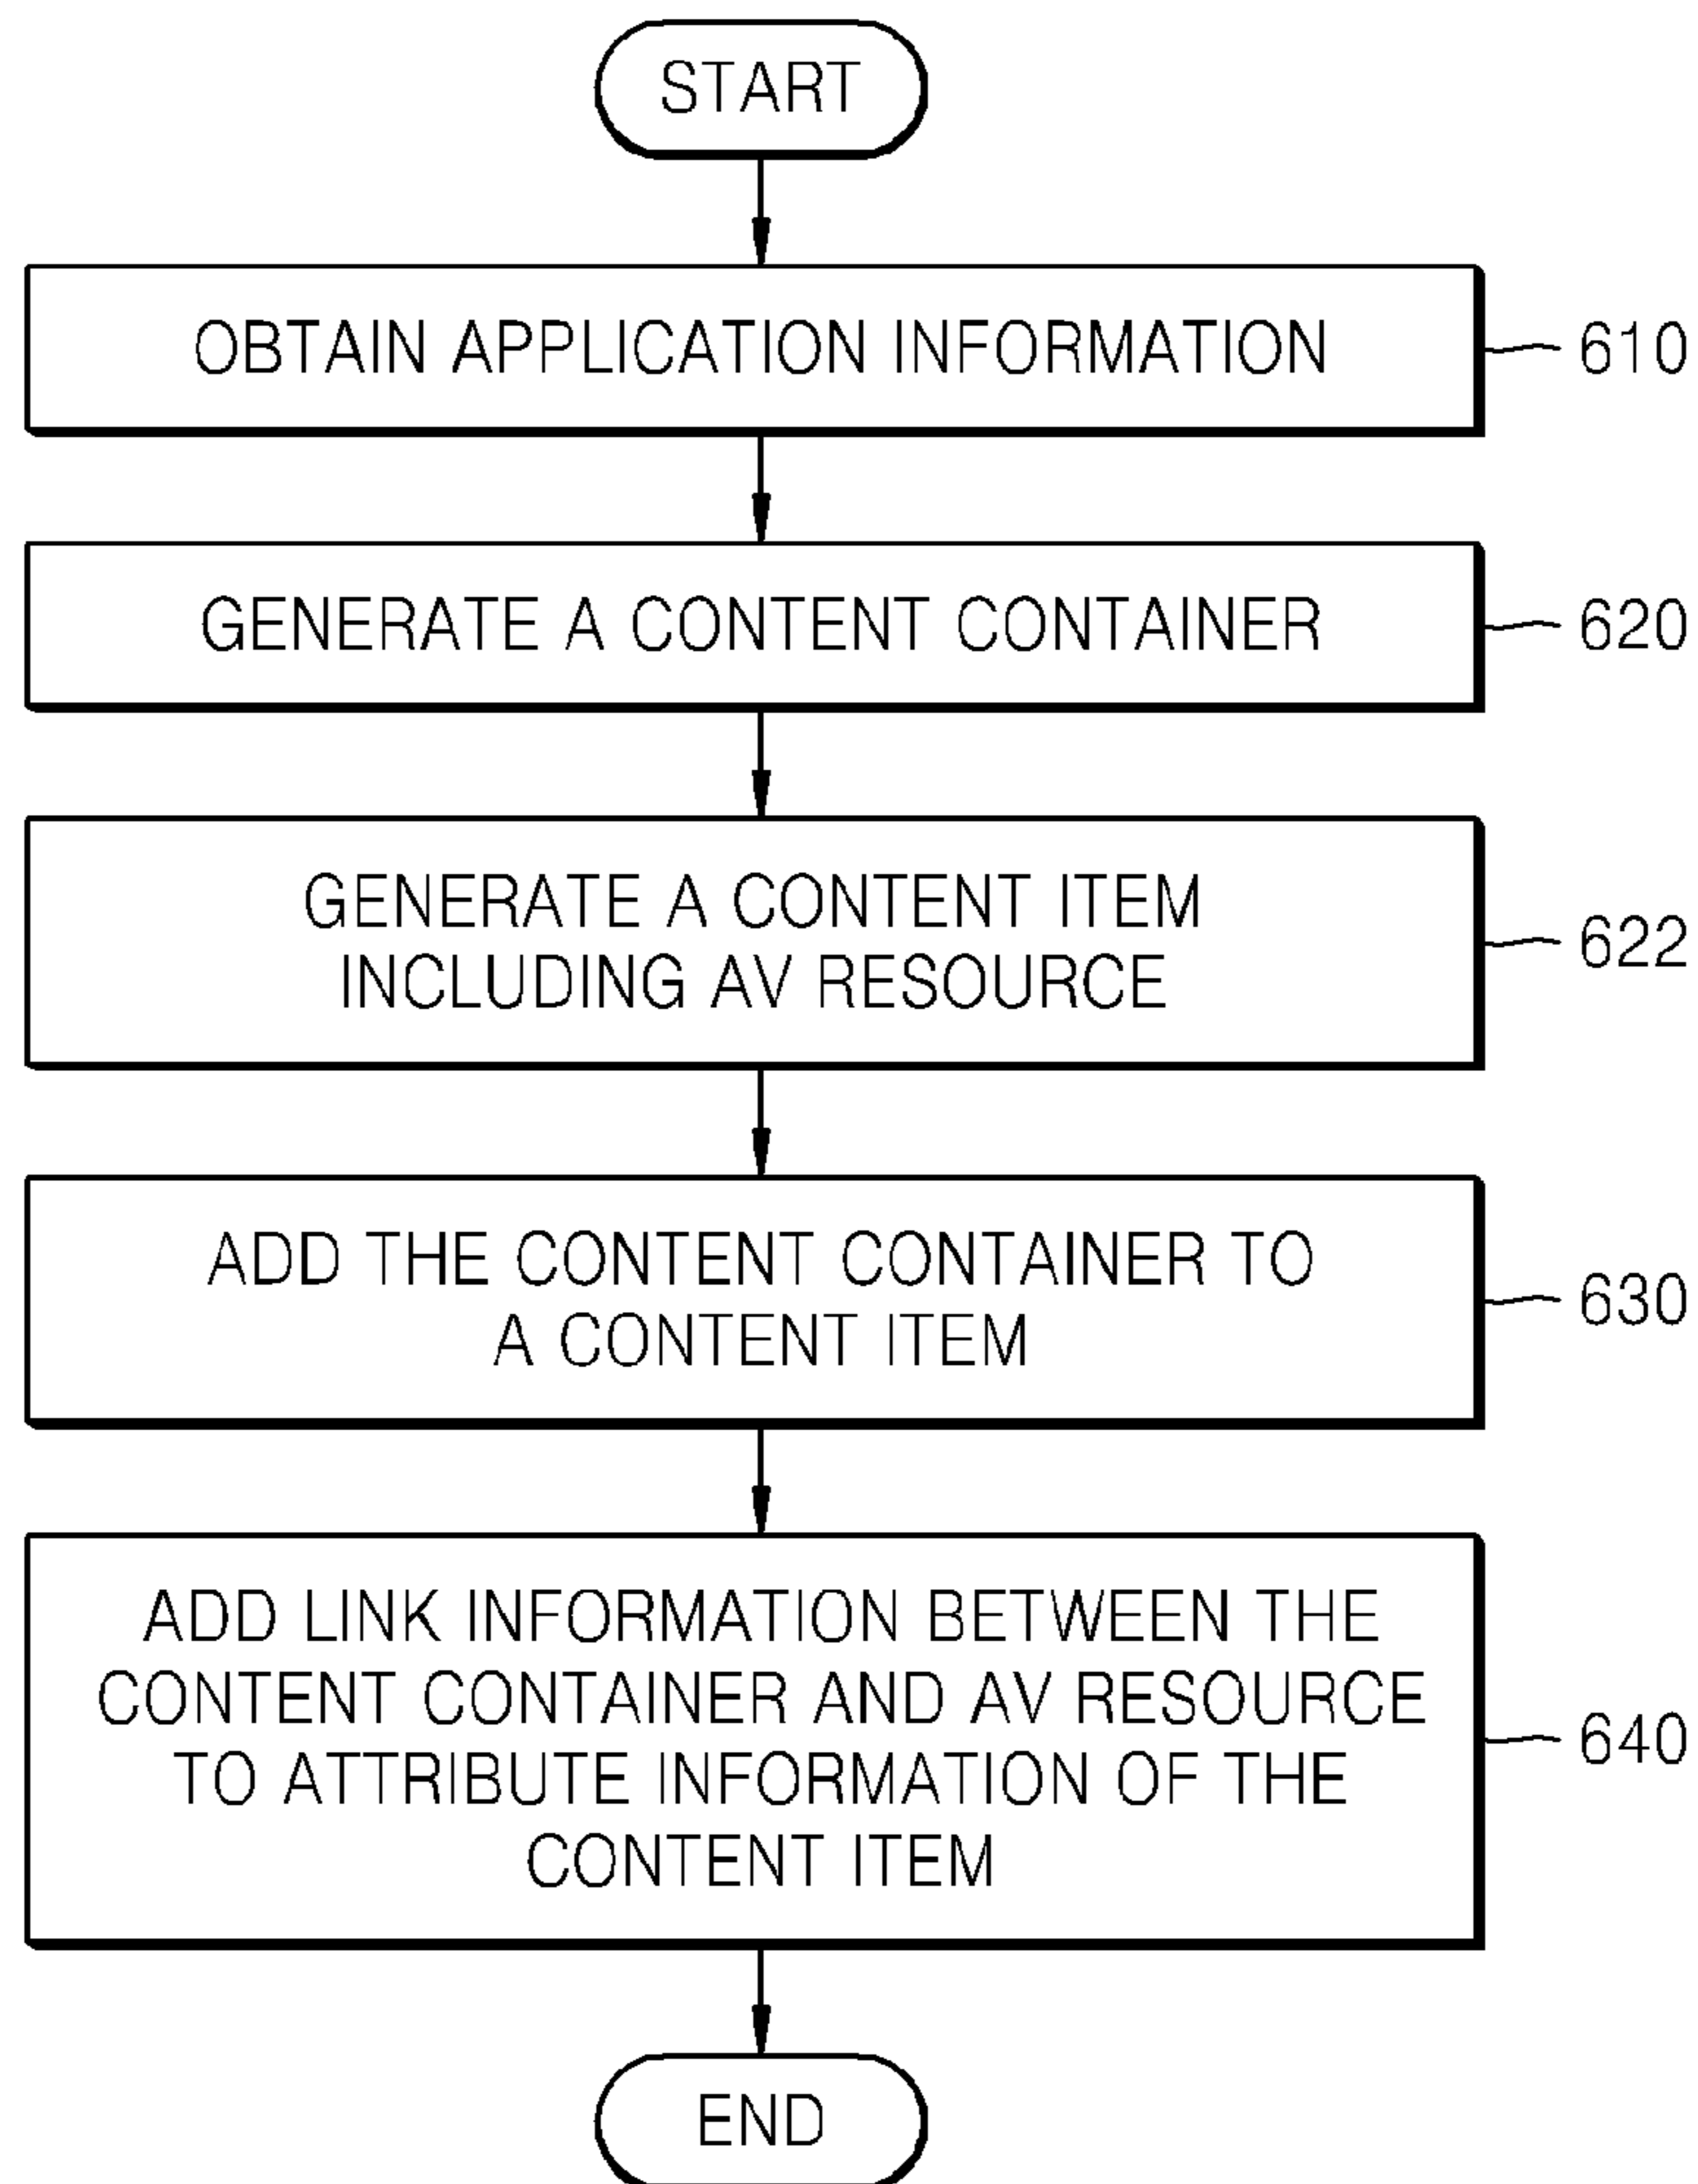 START
OBTAIN APPLICATION INFORMATION
610
GENERATE A CONTENT CONTAINER
620
GENERATE A CONTENT ITEM
INCLUDING AV RESOURCE
622
ADD THE CONTENT CONTAINER TO
A CONTENT ITEM
630
ADD LINK INFORMATION BETWEEN THE
CONTENT CONTAINER AND AV RESOURCE
TO ATTRIBUTE INFORMATION OF THE
CONTENT ITEM
640
END